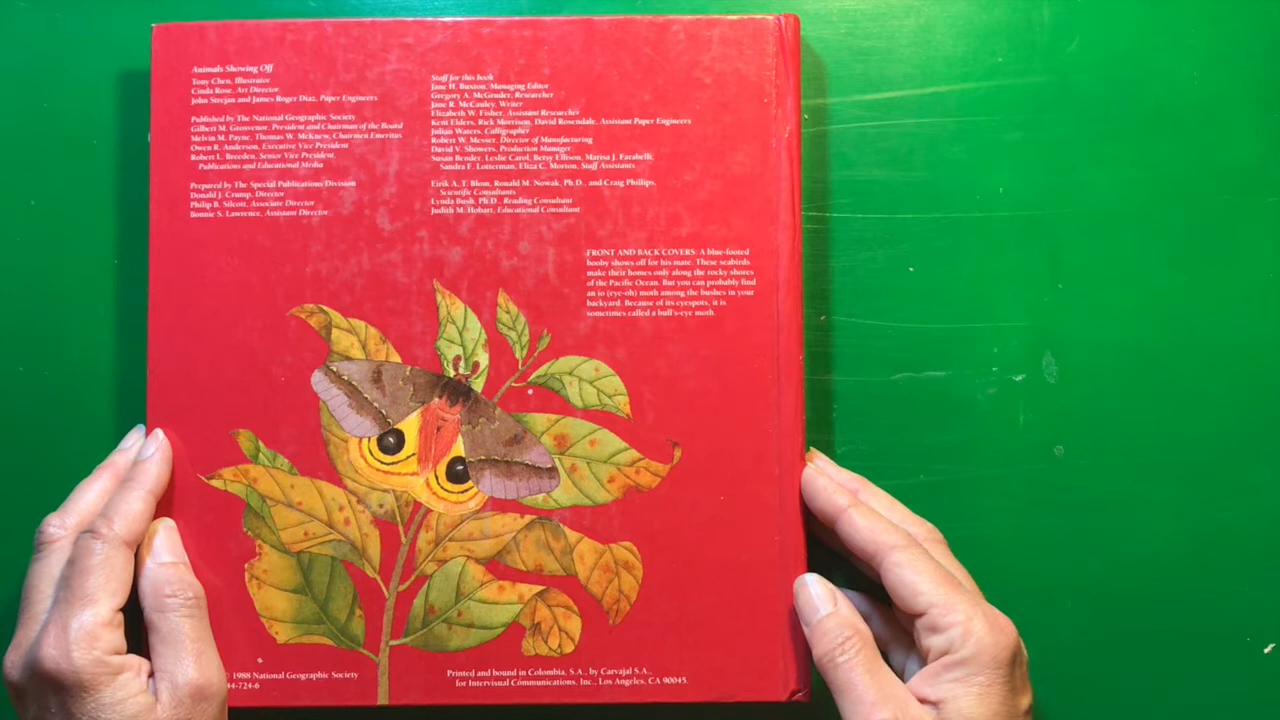 Animals Showing Off
Tony Chen, Illustrator
Cinda Rose, Art Director
John Strejan and James Roger Diaz, Paper Engineers
Published by The National Geographic Society
Gilbert M. Grosvenor, President and Chairman of the Board
Melvin M. Payne, Thomas W. McKnew, Chairmen Emeritus
Owen R. Anderson, Executive Vice President
Robert L. Breeden, Senior Vice President,
Publications and Educational Media
Prepared by The Special Publications Division
Donald J. Crump, Director
Philip B. Silcott, Associate Director
Bonnie S. Lawrence, Assistant Director
Staff for this book
Jane H. Buxton, Managing Editor
Gregory A. McGruder, Researcher
Jane R. McCauley, Writer
Elizabeth W. Fisher, Assistant Researcher
Kent Elders, Rick Morrison, David Rosendale, Assistant Paper Engineers
Julian Waters, Calligrapher
Robert W. Messer, Director of Manufacturing
David V. Showers, Production Manager
Susan Bender, Leslie Carol, Betsy Ellison, Marisa J. Farabelli,
Sandra F. Lotterman, Eliza C. Morton, Staff Assistants
Eirik A. T. Blom, Ronald M. Nowak, Ph.D., and Craig Phillips,
Scientific Consultants
Lynda Bush, Ph.D., Reading Consultant
Judith M. Hobart, Educational Consultant
FRONT AND BACK COVERS: A blue-footed
booby shows off for his mate. These seabirds
make their homes only along the rocky shores
of the Pacific Ocean. But you can probably find
an io (eye-oh) moth among the bushes in your
backyard. Because of its eyespots, it is
sometimes called a bull's-eye moth.
© 1988 National Geographic Society
44-724-6
Printed and bound in Colombia, S.A., by Carvajal S.A.,
for Intervisual Communications, Inc., Los Angeles, CA 90045.